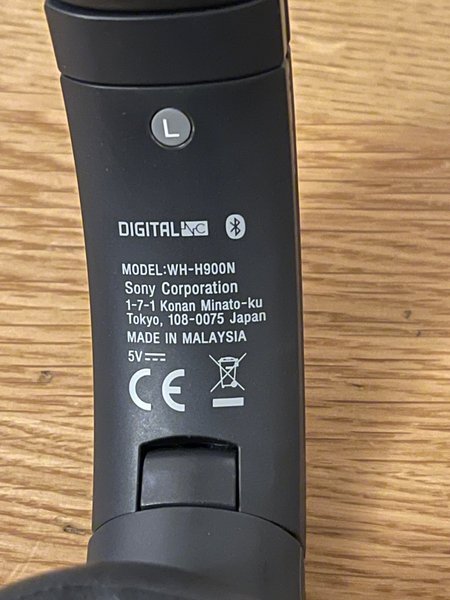 L
DIGITAL NC
MODEL:WH-H900N
Sony Corporation
1-7-1 Konan Minato-ku
Tokyo, 108-0075 Japan
MADE IN MALAYSIA
5V
CE